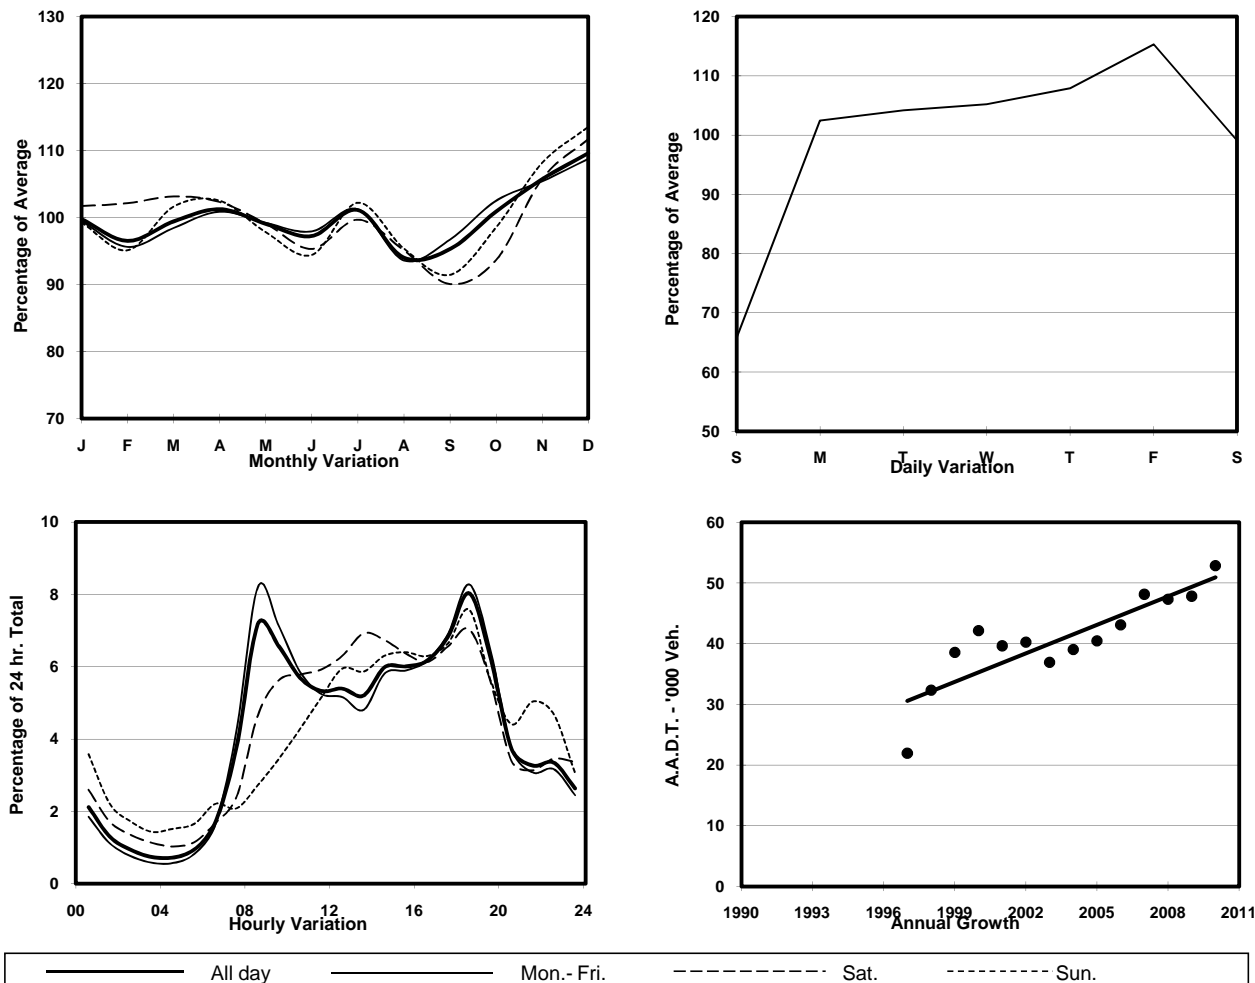 130
120
110
100
90
80
70
Percentage of Average
J F M A M J J A S O N D
Monthly Variation
120
110
100
90
80
70
60
50
Percentage of Average
S M T W T F S
Daily Variation
10
8
6
4
2
0
Percentage of 24 hr. Total
00 04 08 12 16 20 24
Hourly Variation
60
50
40
30
20
10
0
A.A.D.T. - '000 Veh.
1990 1993 1996 1999 2002 2005 2008 2011
Annual Growth
All day Mon.- Fri. Sat. Sun.